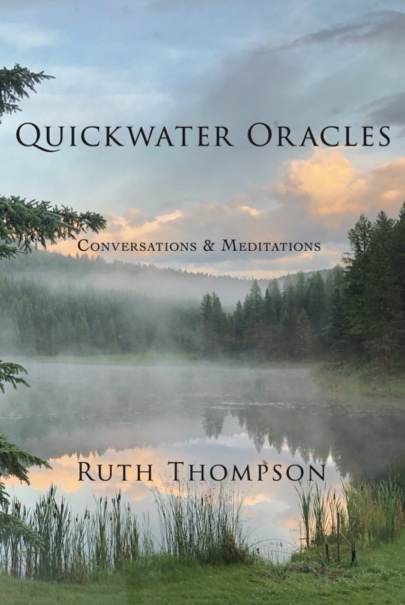 Quickwater Oracles
Conversations & Meditations
Ruth Thompson